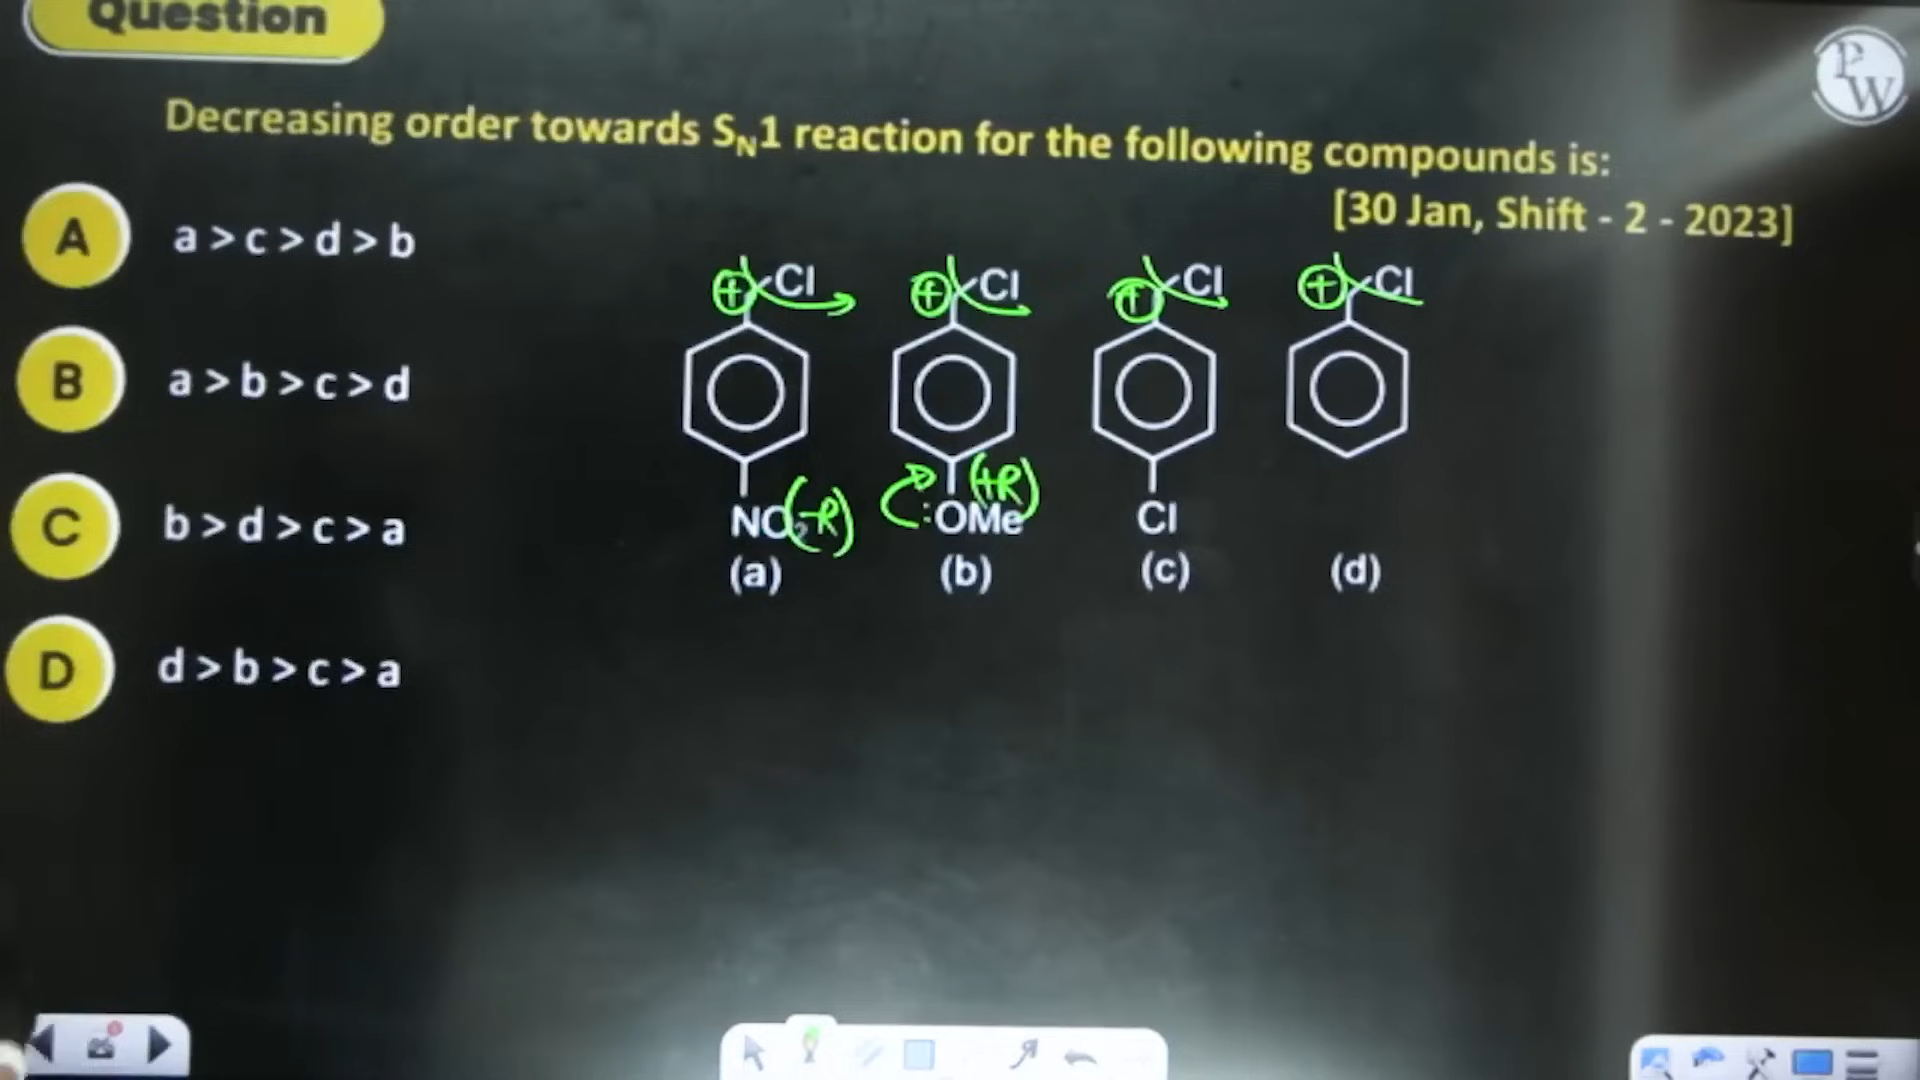 Question
PW
Decreasing order towards SN1 reaction for the following compounds is:
[30 Jan, Shift - 2 - 2023]
A a > c > d > b
B a > b > c > d
C b > d > c > a
D d > b > c > a
+ Cl + Cl + Cl + Cl
NO2 (-R) :OMe (+R) Cl
(a) (b) (c) (d)